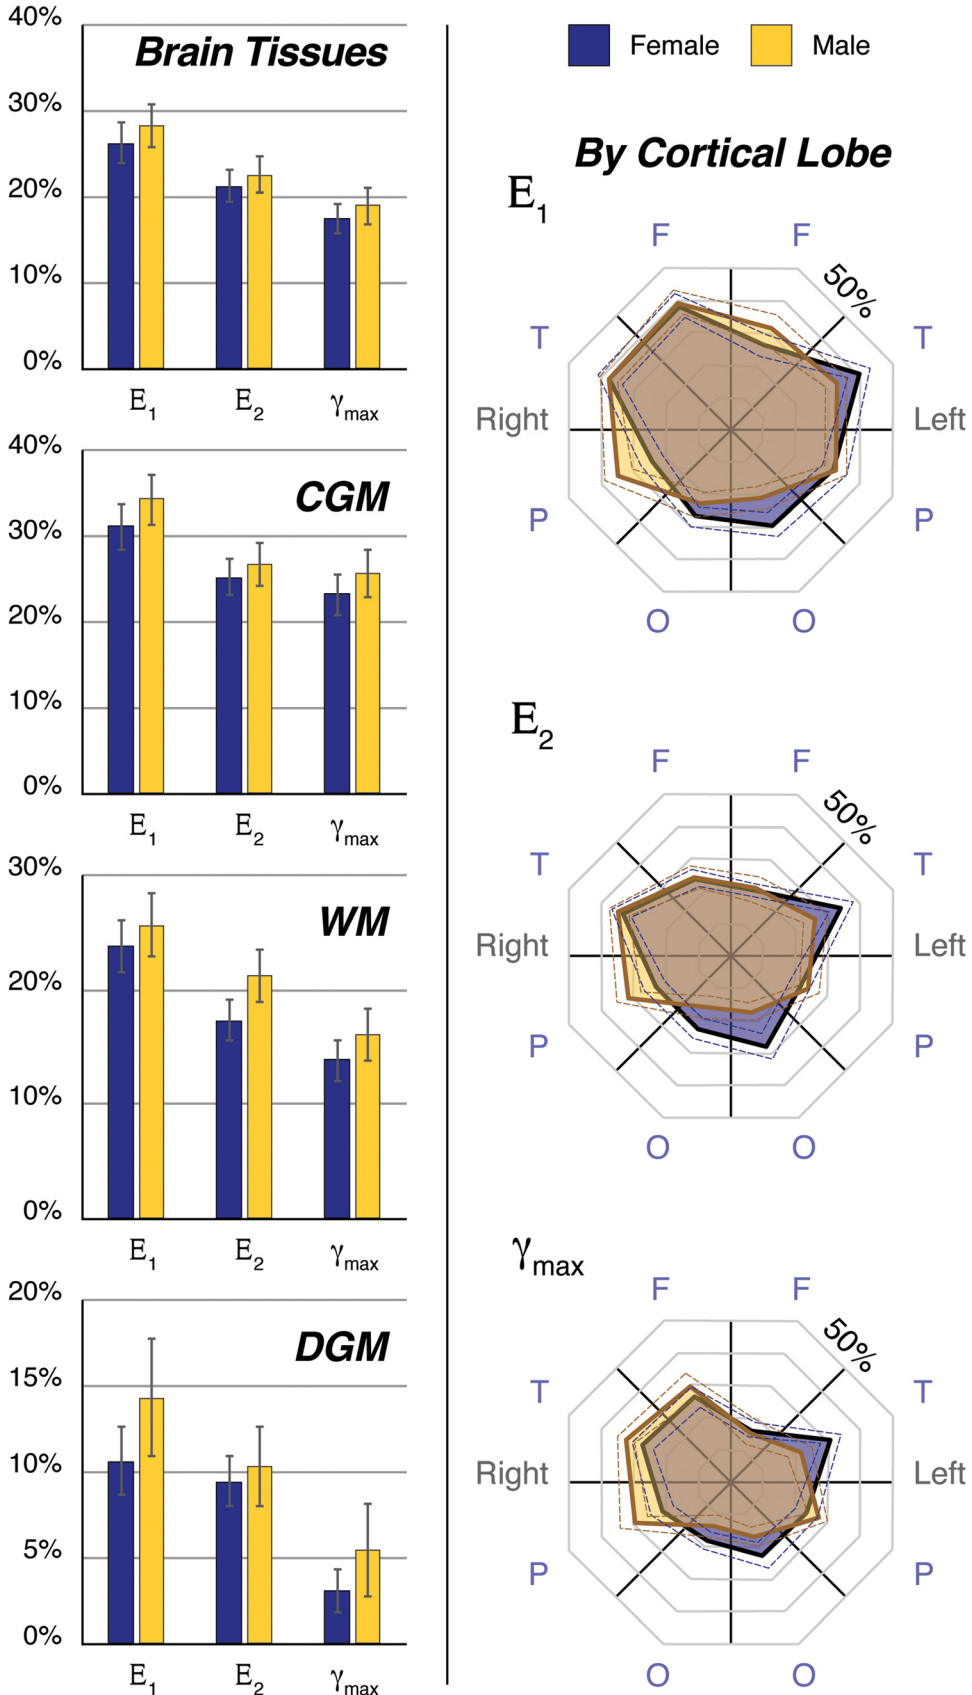 40%
Brain Tissues
30%
20%
10%
0%
E1 E2 γmax
40%
CGM
30%
20%
10%
0%
E1 E2 γmax
30%
WM
20%
10%
0%
E1 E2 γmax
20%
DGM
15%
10%
5%
0%
E1 E2 γmax
Female Male
By Cortical Lobe
E1
F F
50%
T T
Right Left
P P
O O
E2
F F
50%
T T
Right Left
P P
O O
γmax
F F
50%
T T
Right Left
P P
O O